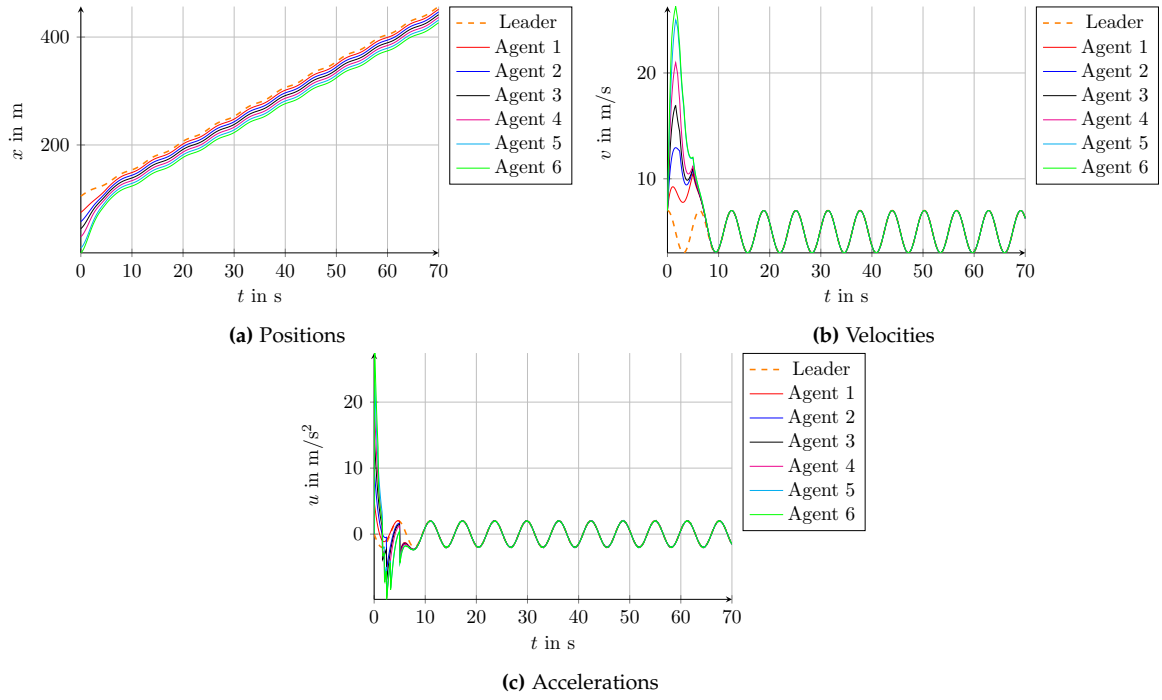 400
200
x in m
0
10
20
30
40
50
60
70
t in s
Leader
Agent 1
Agent 2
Agent 3
Agent 4
Agent 5
Agent 6
(a) Positions
20
10
v in m/s
0
10
20
30
40
50
60
70
t in s
Leader
Agent 1
Agent 2
Agent 3
Agent 4
Agent 5
Agent 6
(b) Velocities
20
10
0
u in m/s²
0
10
20
30
40
50
60
70
t in s
Leader
Agent 1
Agent 2
Agent 3
Agent 4
Agent 5
Agent 6
(c) Accelerations